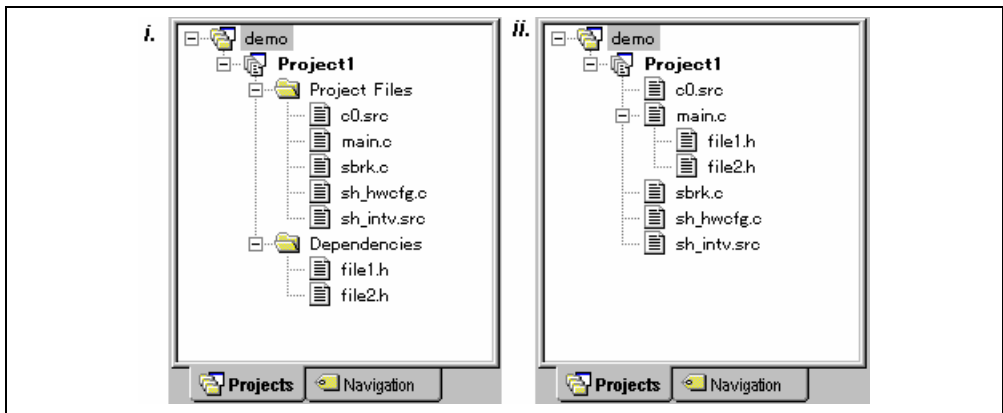 i.
demo
Project1
Project Files
c0.src
main.c
sbrk.c
sh_hwcfg.c
sh_intv.src
Dependencies
file1.h
file2.h
Projects Navigation
ii.
demo
Project1
c0.src
main.c
file1.h
file2.h
sbrk.c
sh_hwcfg.c
sh_intv.src
Projects Navigation